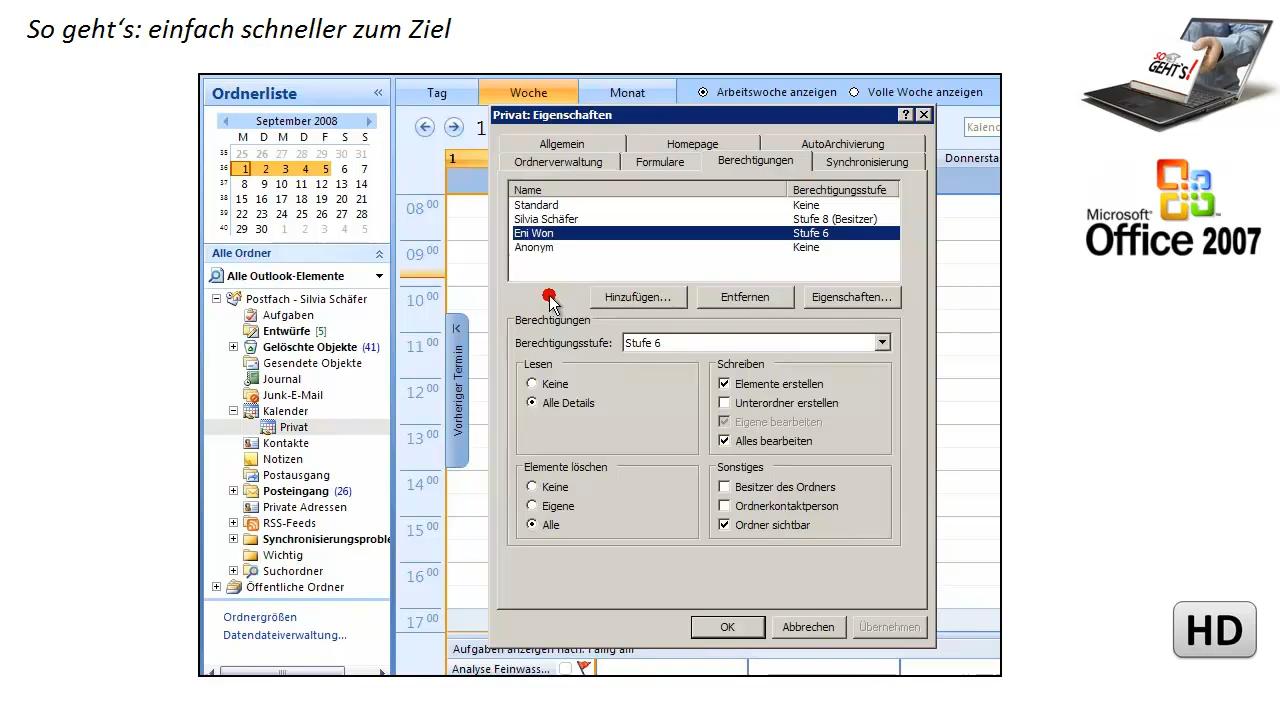 So geht's: einfach schneller zum Ziel
SO GEHT'S!
Microsoft®
Office 2007
HD
Ordnerliste «
September 2008
M D M D F S S
35 25 26 27 28 29 30 31
36 1 2 3 4 5 6 7
37 8 9 10 11 12 13 14
38 15 16 17 18 19 20 21
39 22 23 24 25 26 27 28
40 29 30 1 2 3 4 5
Alle Ordner
Alle Outlook-Elemente
Postfach - Silvia Schäfer
Aufgaben
Entwürfe [5]
Gelöschte Objekte (41)
Gesendete Objekte
Journal
Junk-E-Mail
Kalender
Privat
Kontakte
Notizen
Postausgang
Posteingang (26)
Private Adressen
RSS-Feeds
Synchronisierungsproble
Wichtig
Suchordner
Öffentliche Ordner
Ordnergrößen
Datendateiverwaltung...
Tag Woche Monat Arbeitswoche anzeigen Volle Woche anzeigen
1
Kalend
1
Donnersta
08 00
09 00
10 00
11 00
12 00
13 00
14 00
15 00
16 00
17 00
Vorheriger Termin
Privat: Eigenschaften
Allgemein Homepage AutoArchivierung
Ordnerverwaltung Formulare Berechtigungen Synchronisierung
Name Berechtigungsstufe
Standard Keine
Silvia Schäfer Stufe 8 (Besitzer)
Eni Won Stufe 6
Anonym Keine
Hinzufügen... Entfernen Eigenschaften...
Berechtigungen
Berechtigungsstufe: Stufe 6
Lesen
Keine
Alle Details
Schreiben
Elemente erstellen
Unterordner erstellen
Eigene bearbeiten
Alles bearbeiten
Elemente löschen
Keine
Eigene
Alle
Sonstiges
Besitzer des Ordners
Ordnerkontaktperson
Ordner sichtbar
OK Abbrechen Übernehmen
Aufgaben anzeigen nach: Fällig am
Analyse Feinwass...